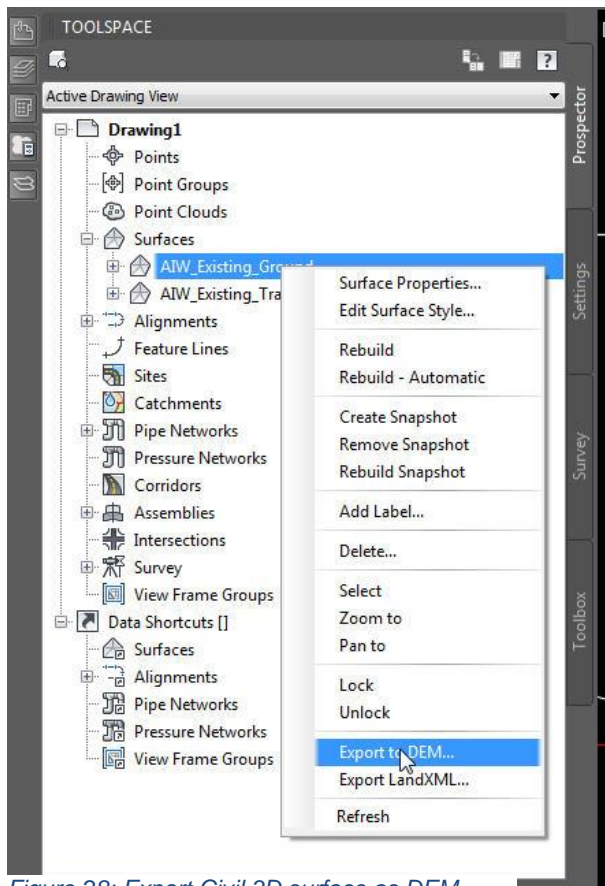 TOOLSPACE
?
Active Drawing View
Drawing1
Points
Point Groups
Point Clouds
Surfaces
AIW_Existing_Ground
AIW_Existing_Tra
Alignments
Feature Lines
Sites
Catchments
Pipe Networks
Pressure Networks
Corridors
Assemblies
Intersections
Survey
View Frame Groups
Data Shortcuts []
Surfaces
Alignments
Pipe Networks
Pressure Networks
View Frame Groups
Surface Properties...
Edit Surface Style...
Rebuild
Rebuild - Automatic
Create Snapshot
Remove Snapshot
Rebuild Snapshot
Add Label...
Delete...
Select
Zoom to
Pan to
Lock
Unlock
Export to DEM...
Export LandXML...
Refresh
Prospector
Settings
Survey
Toolbox
Figure 28: Export Civil 3D surface as DEM